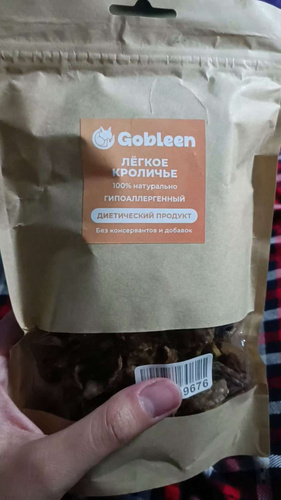 Gobleen
ЛЁГКОЕ
КРОЛИЧЬЕ
100% натурально
ГИПОАЛЛЕРГЕННЫЙ
ДИЕТИЧЕСКИЙ ПРОДУКТ
Без консервантов и добавок
9676